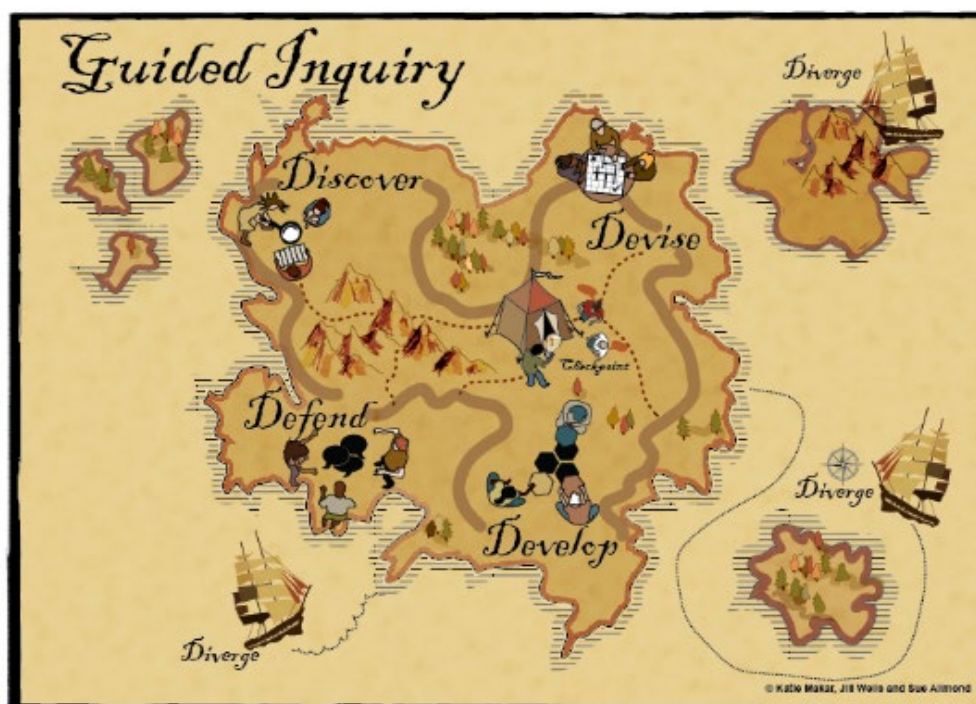 Guided Inquiry
Diverge
Discover
Devise
Checkpoint
Defend
Diverge
Develop
Diverge
© Katie Makar, Jill Wells and Sue Allmond